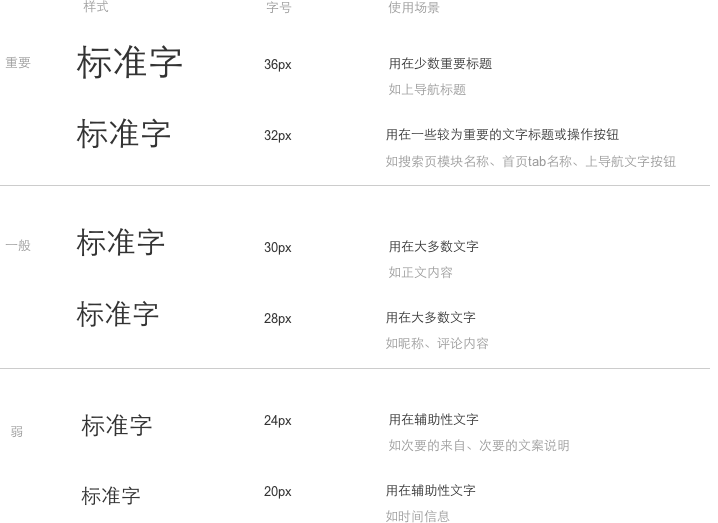 样式 字号 使用场景
重要 标准字 36px 用在少数重要标题
如上导航标题
标准字 32px 用在一些较为重要的文字标题或操作按钮
如搜索页模块名称、首页tab名称、上导航文字按钮
一般 标准字 30px 用在大多数文字
如正文内容
标准字 28px 用在大多数文字
如昵称、评论内容
弱 标准字 24px 用在辅助性文字
如次要的来自、次要的文案说明
标准字 20px 用在辅助性文字
如时间信息